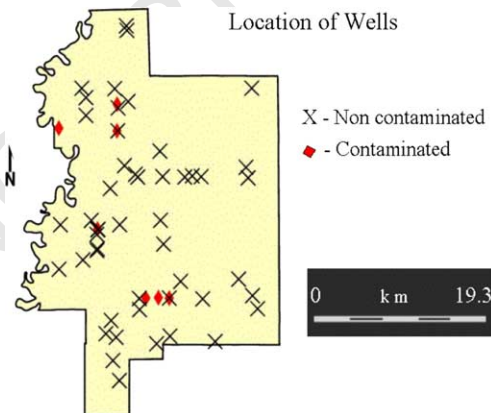 Location of Wells
X - Non contaminated
- Contaminated
N
0 km 19.3